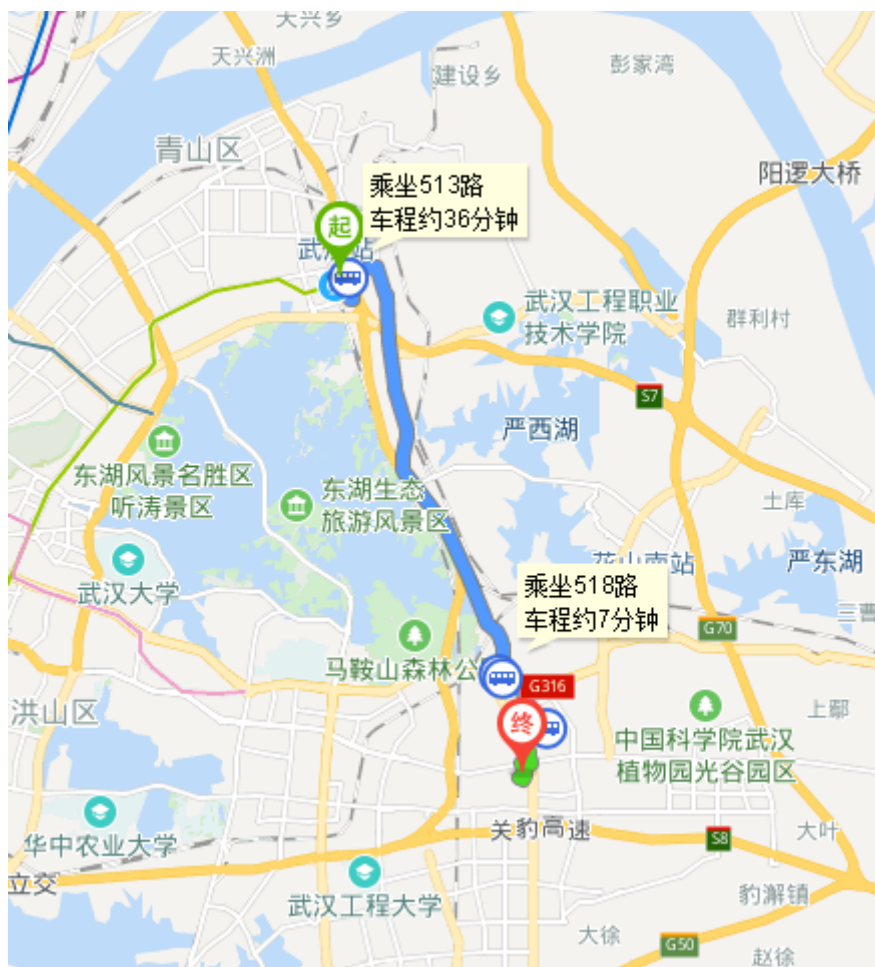 天兴乡
天兴洲
建设乡
彭家湾
青山区
乘坐513路
车程约36分钟
阳逻大桥
起
武汉站
武汉工程职业
技术学院
群利村
S7
严西湖
东湖风景名胜区
听涛景区
东湖生态
旅游风景区
土库
花山南站
严东湖
武汉大学
乘坐518路
车程约7分钟
三曹
G70
马鞍山森林公
G316
洪山区
终
上鄢
中国科学院武汉
植物园光谷园区
华中农业大学
关豹高速
S8
大叶
立交
武汉工程大学
豹澥镇
大徐
G50
赵徐